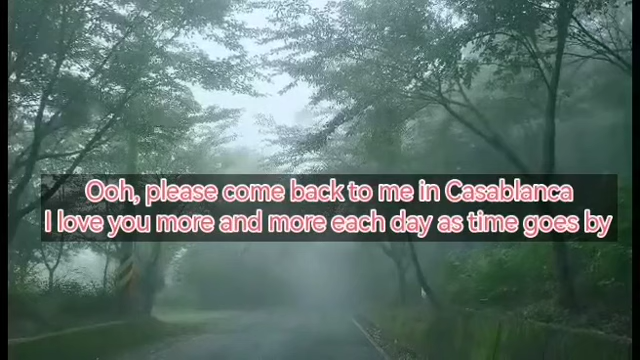 Ooh, please come back to me in Casablanca
I love you more and more each day as time goes by